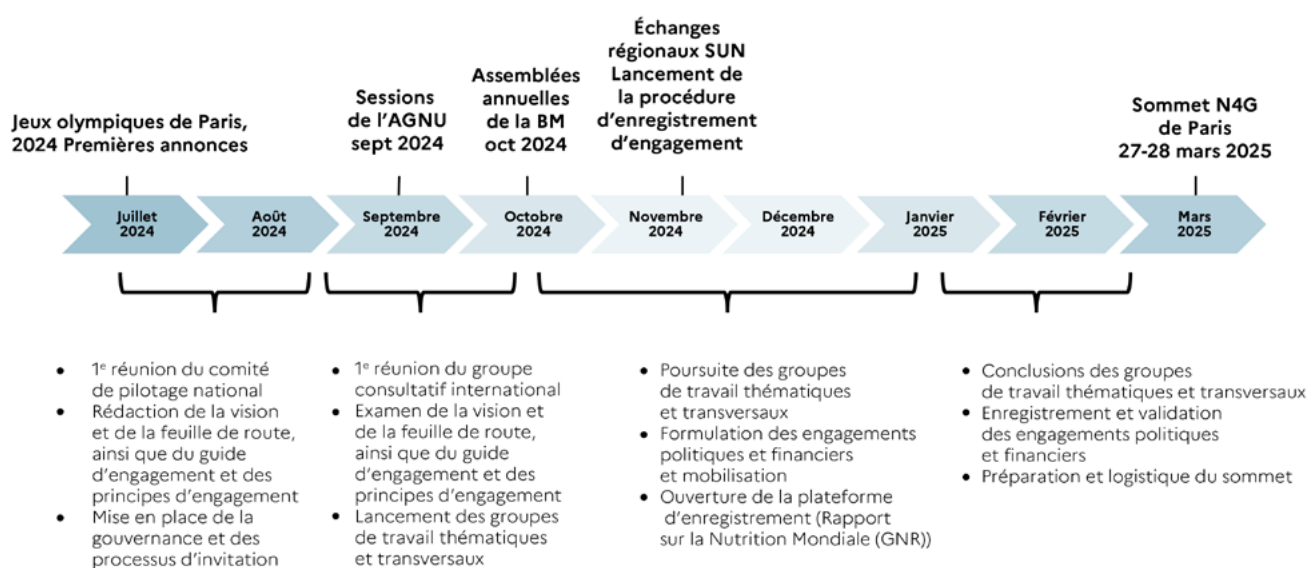 Jeux olympiques de Paris,
2024 Premières annonces
Sessions
de l'AGNU
sept 2024
Assemblées
annuelles
de la BM
oct 2024
Échanges
régionaux SUN
Lancement de
la procédure
d'enregistrement
d'engagement
Sommet N4G
de Paris
27-28 mars 2025
Juillet
2024
Août
2024
Septembre
2024
Octobre
2024
Novembre
2024
Décembre
2024
Janvier
2025
Février
2025
Mars
2025
• 1e réunion du comité
de pilotage national
• Rédaction de la vision
et de la feuille de route,
ainsi que du guide
d'engagement et des
principes d'engagement
• Mise en place de la
gouvernance et des
processus d'invitation
• 1e réunion du groupe
consultatif international
• Examen de la vision et
de la feuille de route,
ainsi que du guide
d'engagement et des
principes d'engagement
• Lancement des groupes
de travail thématiques
et transversaux
• Poursuite des groupes
de travail thématiques
et transversaux
• Formulation des engagements
politiques et financiers
et mobilisation
• Ouverture de la plateforme
d'enregistrement (Rapport
sur la Nutrition Mondiale (GNR))
• Conclusions des groupes
de travail thématiques et transversaux
• Enregistrement et validation
des engagements politiques
et financiers
• Préparation et logistique du sommet